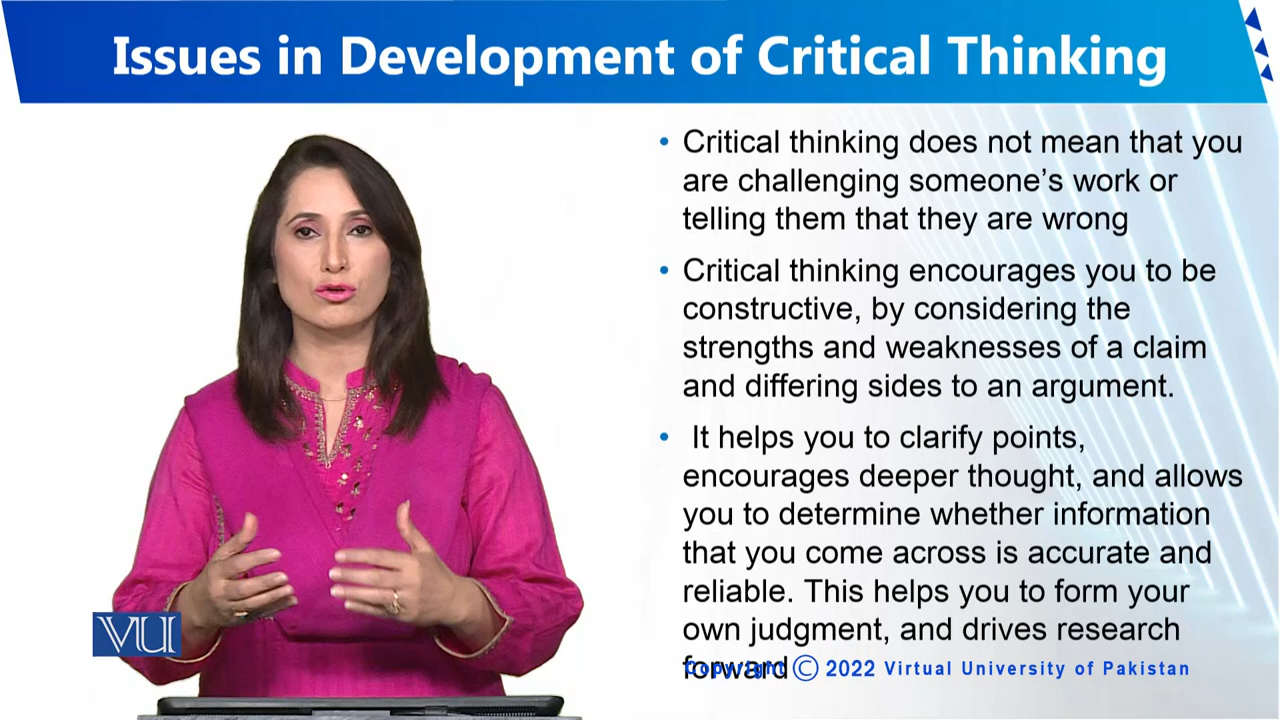 Issues in Development of Critical Thinking
• Critical thinking does not mean that you
are challenging someone’s work or
telling them that they are wrong
• Critical thinking encourages you to be
constructive, by considering the
strengths and weaknesses of a claim
and differing sides to an argument.
• It helps you to clarify points,
encourages deeper thought, and allows
you to determine whether information
that you come across is accurate and
reliable. This helps you to form your
own judgment, and drives research
forward
Copyright © 2022 Virtual University of Pakistan
VU